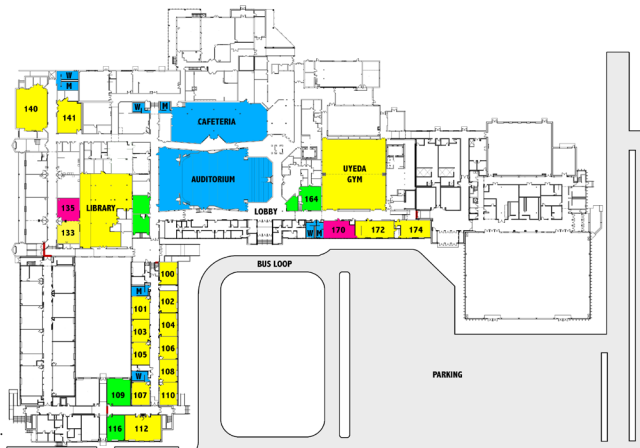 W
M
140
141
W
M
CAFETERIA
AUDITORIUM
UYEDA
GYM
135
LIBRARY
164
LOBBY
133
W
M
170
172
174
BUS LOOP
100
M
101
102
103
104
105
106
W
108
109
107
110
116
112
PARKING